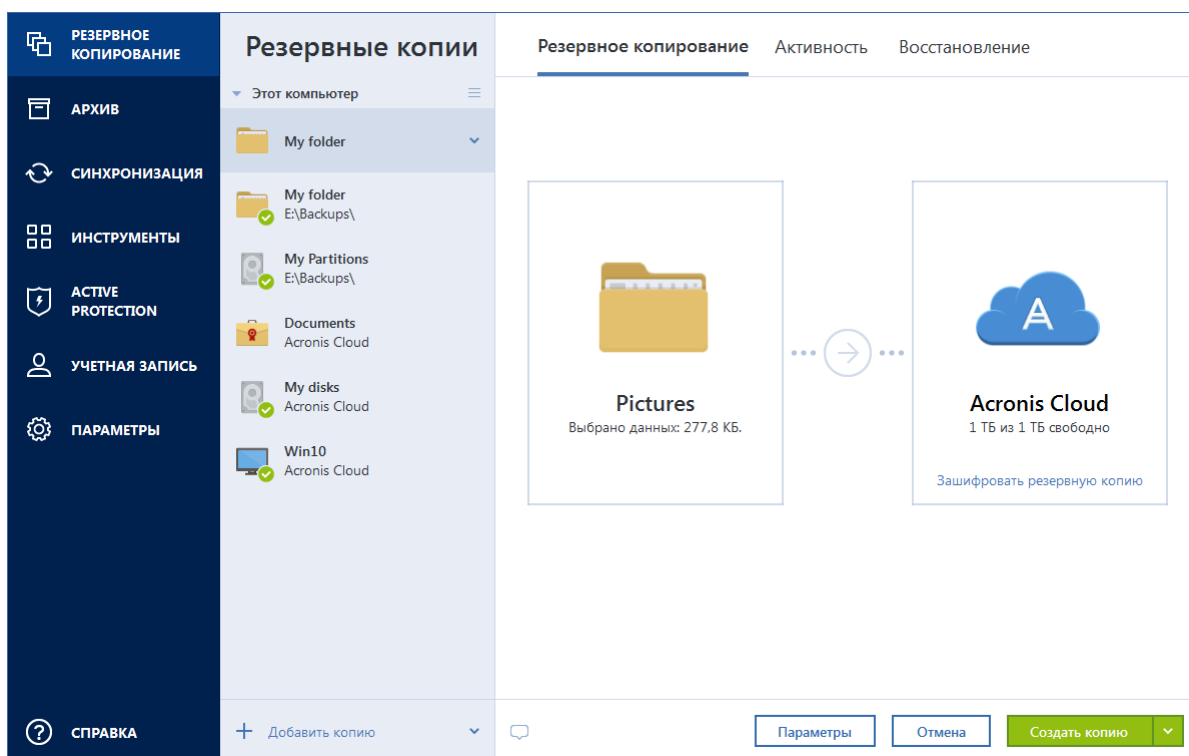 РЕЗЕРВНОЕ
КОПИРОВАНИЕ
АРХИВ
СИНХРОНИЗАЦИЯ
ИНСТРУМЕНТЫ
ACTIVE
PROTECTION
УЧЕТНАЯ ЗАПИСЬ
ПАРАМЕТРЫ
СПРАВКА
Резервные копии
Этот компьютер
My folder
My folder
E:\Backups\
My Partitions
E:\Backups\
Documents
Acronis Cloud
My disks
Acronis Cloud
Win10
Acronis Cloud
Добавить копию
Резервное копирование Активность Восстановление
Pictures
Выбрано данных: 277,8 КБ.
A
Acronis Cloud
1 ТБ из 1 ТБ свободно
Зашифровать резервную копию
Параметры Отмена Создать копию